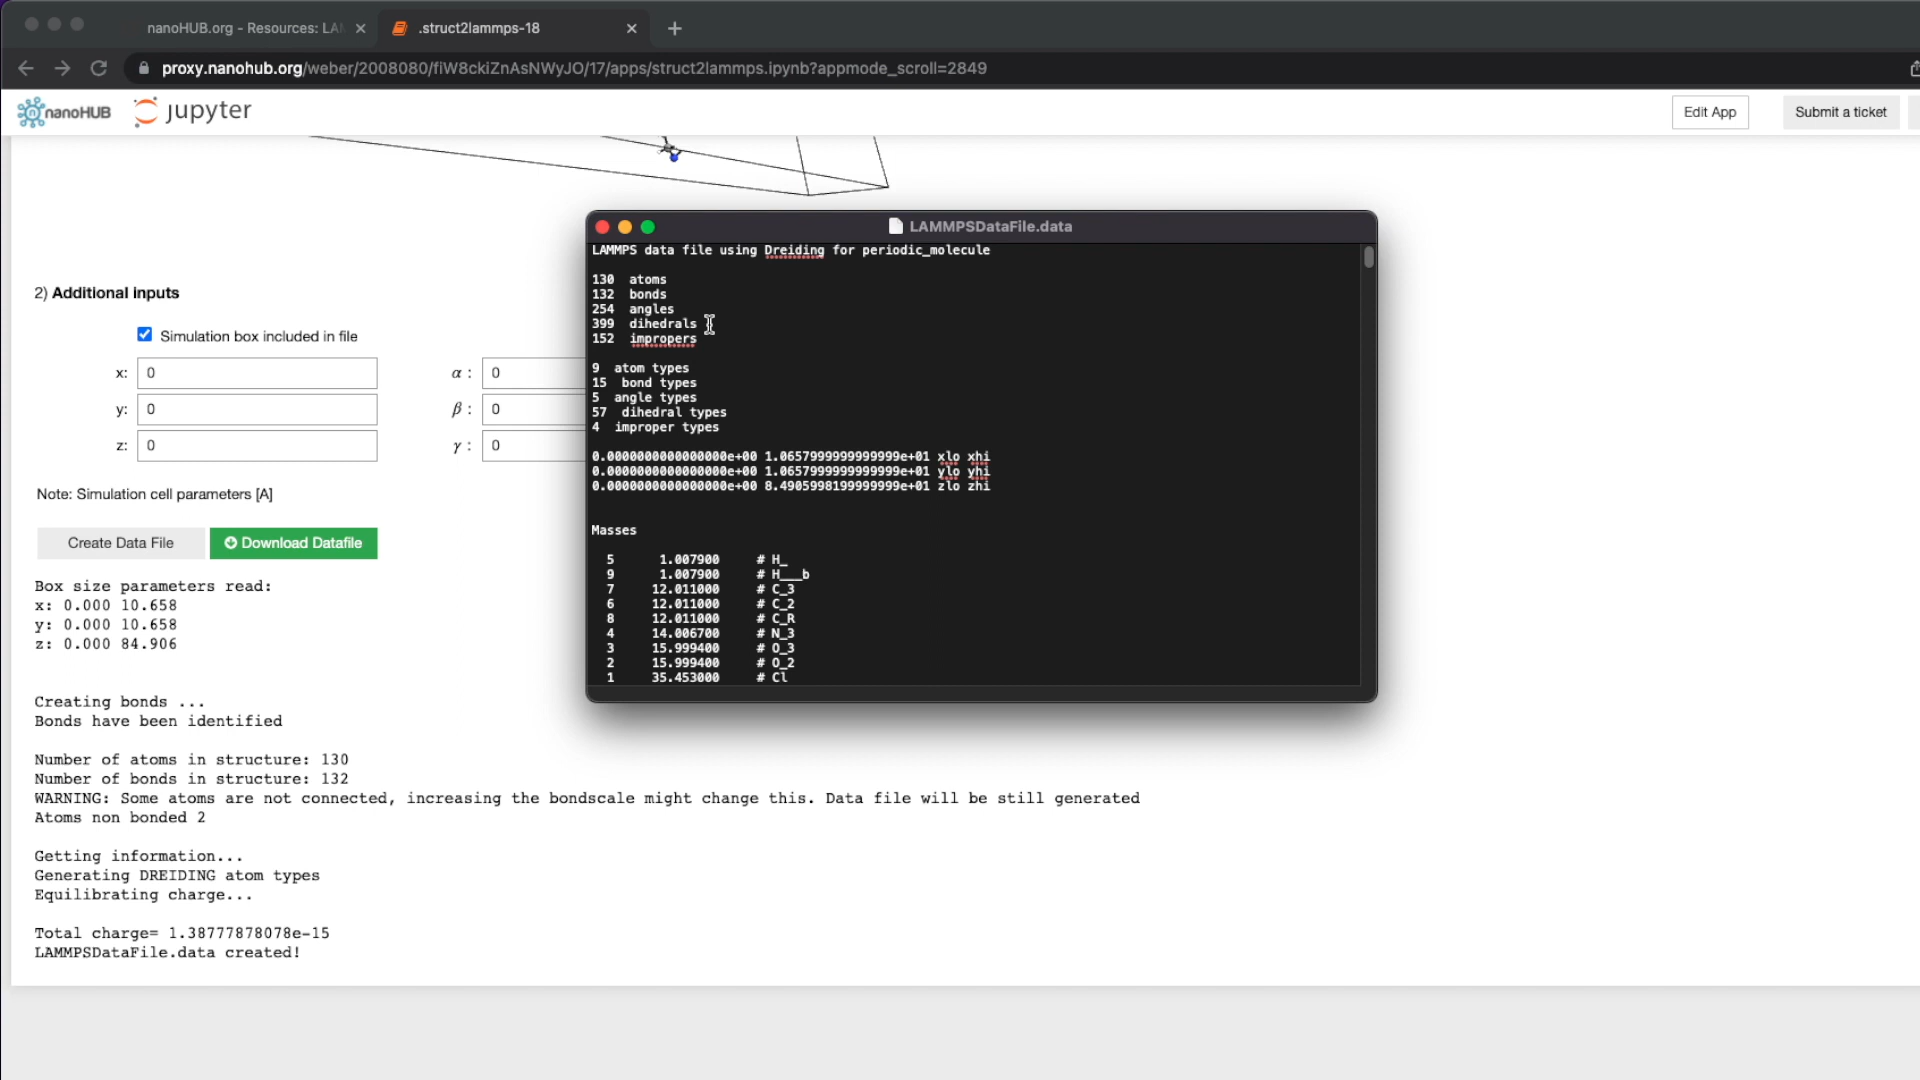 nanoHUB.org - Resources: LA
.struct2lammps-18
proxy.nanohub.org/weber/2008080/fiW8ckiZnAsNWyJO/17/apps/struct2lammps.ipynb?appmode_scroll=2849
nanoHUB
jupyter
Edit App
Submit a ticket
2) Additional inputs
Simulation box included in file
x: 0
α : 0
y: 0
β : 0
z: 0
γ : 0
Note: Simulation cell parameters [A]
Create Data File
Download Datafile
Box size parameters read:
x: 0.000 10.658
y: 0.000 10.658
z: 0.000 84.906
Creating bonds ...
Bonds have been identified
Number of atoms in structure: 130
Number of bonds in structure: 132
WARNING: Some atoms are not connected, increasing the bondscale might change this. Data file will be still generated
Atoms non bonded 2
Getting information...
Generating DREIDING atom types
Equilibrating charge...
Total charge= 1.38777878078e-15
LAMMPSDataFile.data created!
LAMMPSDataFile.data
LAMMPS data file using Dreiding for periodic_molecule
130 atoms
132 bonds
254 angles
399 dihedrals
152 impropers
9 atom types
15 bond types
5 angle types
57 dihedral types
4 improper types
0.0000000000000000e+00 1.0657999999999999e+01 xlo xhi
0.0000000000000000e+00 1.0657999999999999e+01 ylo yhi
0.0000000000000000e+00 8.4905998199999999e+01 zlo zhi
Masses
5 1.007900 # H_
9 1.007900 # H___b
7 12.011000 # C_3
6 12.011000 # C_2
8 12.011000 # C_R
4 14.006700 # N_3
3 15.999400 # O_3
2 15.999400 # O_2
1 35.453000 # Cl